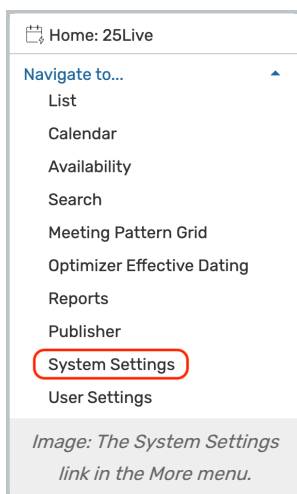 Home: 25Live
Navigate to...
List
Calendar
Availability
Search
Meeting Pattern Grid
Optimizer Effective Dating
Reports
Publisher
System Settings
User Settings
Image: The System Settings
link in the More menu.